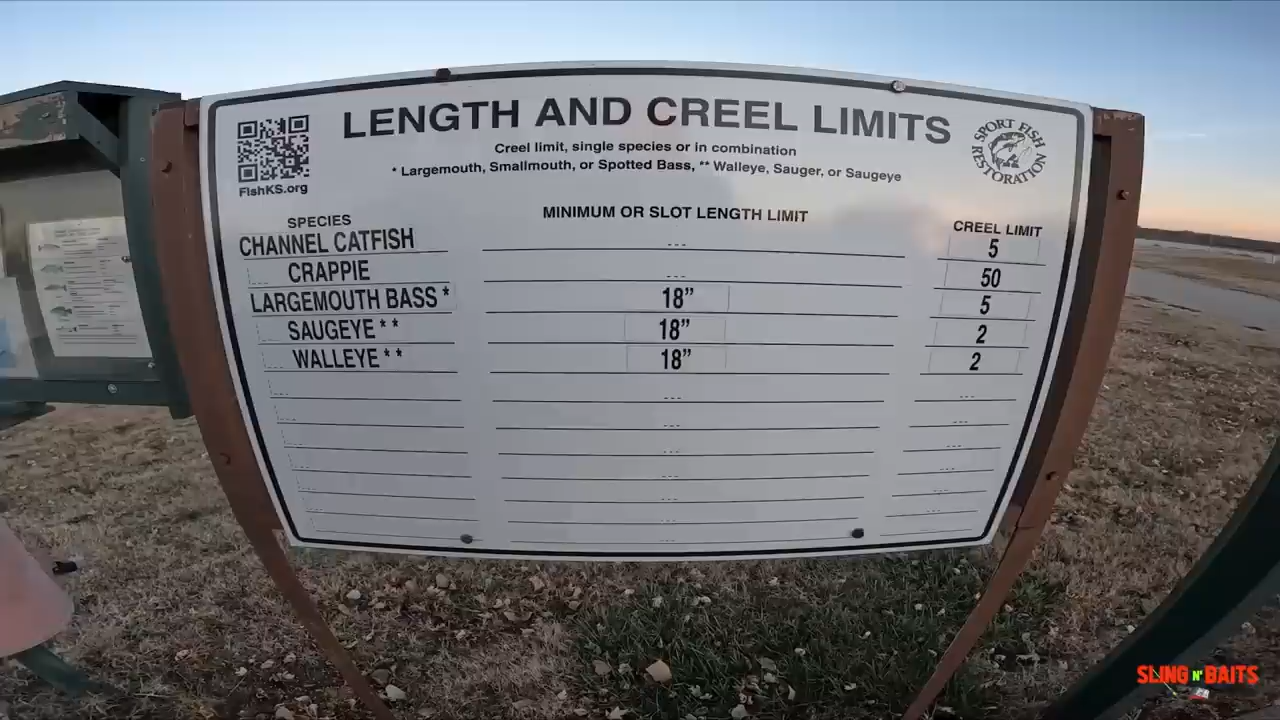 LENGTH AND CREEL LIMITS
Creel limit, single species or in combination
* Largemouth, Smallmouth, or Spotted Bass, ** Walleye, Sauger, or Saugeye
FishKS.org
SPORT FISH RESTORATION
SPECIES MINIMUM OR SLOT LENGTH LIMIT CREEL LIMIT
CHANNEL CATFISH --- 5
CRAPPIE --- 50
LARGEMOUTH BASS * 18” 5
SAUGEYE ** 18” 2
WALLEYE ** 18” 2
--- --- ---
--- --- ---
--- --- ---
--- --- ---
--- --- ---
--- --- ---
SLING N' BAITS